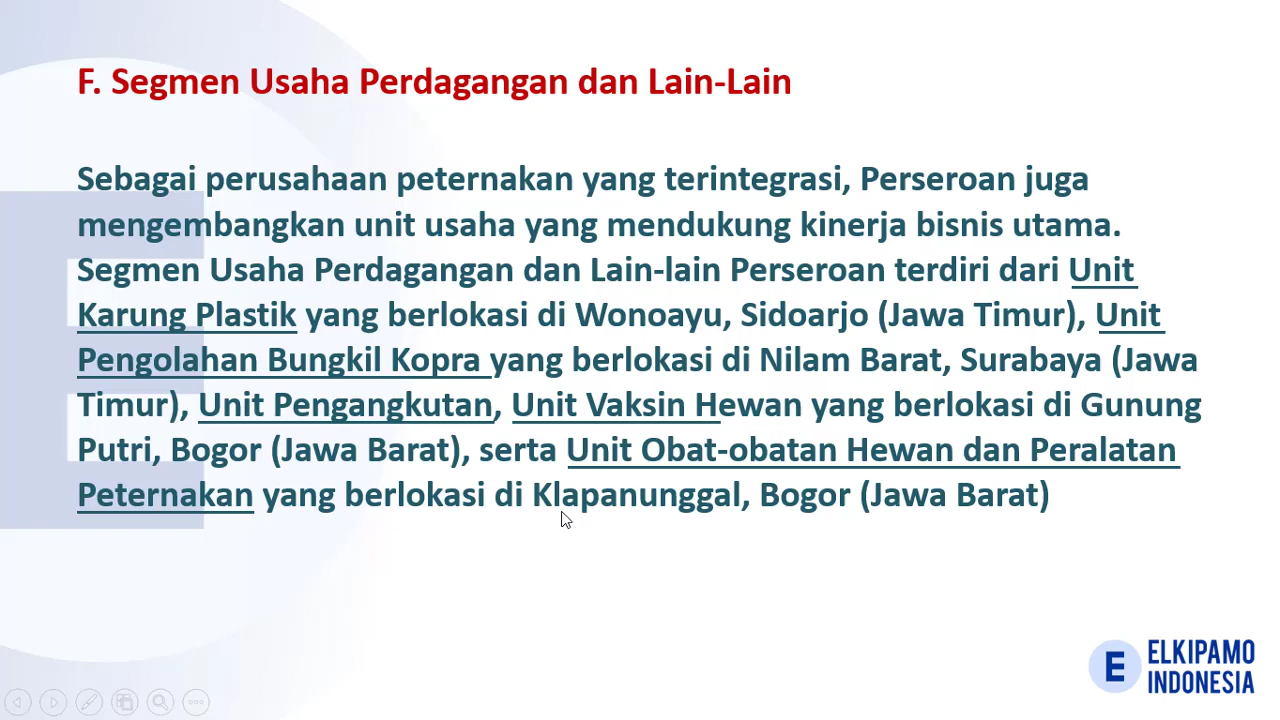 F. Segmen Usaha Perdagangan dan Lain-Lain
Sebagai perusahaan peternakan yang terintegrasi, Perseroan juga
mengembangkan unit usaha yang mendukung kinerja bisnis utama.
Segmen Usaha Perdagangan dan Lain-lain Perseroan terdiri dari Unit
Karung Plastik yang berlokasi di Wonoayu, Sidoarjo (Jawa Timur), Unit
Pengolahan Bungkil Kopra yang berlokasi di Nilam Barat, Surabaya (Jawa
Timur), Unit Pengangkutan, Unit Vaksin Hewan yang berlokasi di Gunung
Putri, Bogor (Jawa Barat), serta Unit Obat-obatan Hewan dan Peralatan
Peternakan yang berlokasi di Klapanunggal, Bogor (Jawa Barat)
E ELKIPAMO
INDONESIA